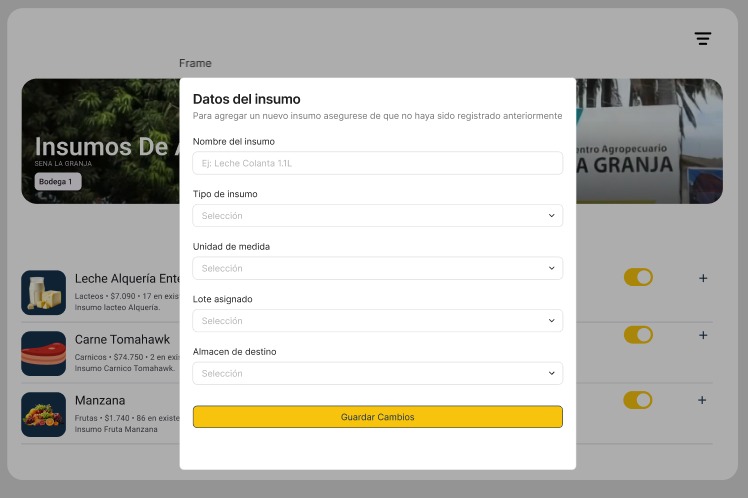 Frame
Insumos De A
SENA LA GRANJA
Bodega 1
entro Agropecuario
A GRANJA
Datos del insumo
Para agregar un nuevo insumo asegurese de que no haya sido registrado anteriormente
Nombre del insumo
Ej: Leche Colanta 1.1L
Tipo de insumo
Selección
Unidad de medida
Selección
Lote asignado
Selección
Almacen de destino
Selección
Guardar Cambios
Leche Alquería Ente
Lacteos • $7.090 • 17 en exis
Insumo lacteo Alquería.
+
Carne Tomahawk
Carnicos • $74.750 • 2 en exi
Insumo Carnico Tomahawk.
+
Manzana
Frutas • $1.740 • 86 en existe
Insumo Fruta Manzana
+